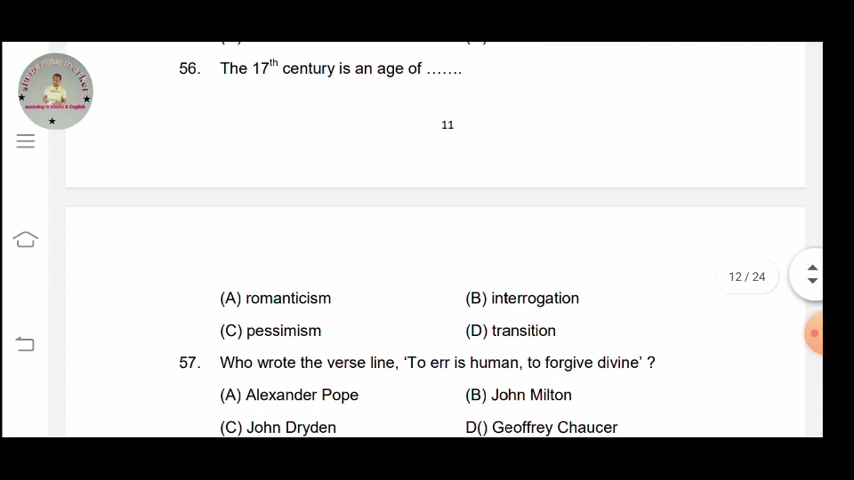 56. The 17th century is an age of …….
11
(A) romanticism (B) interrogation
12 / 24
(C) pessimism (D) transition
57. Who wrote the verse line, ‘To err is human, to forgive divine’ ?
(A) Alexander Pope (B) John Milton
(C) John Dryden D() Geoffrey Chaucer